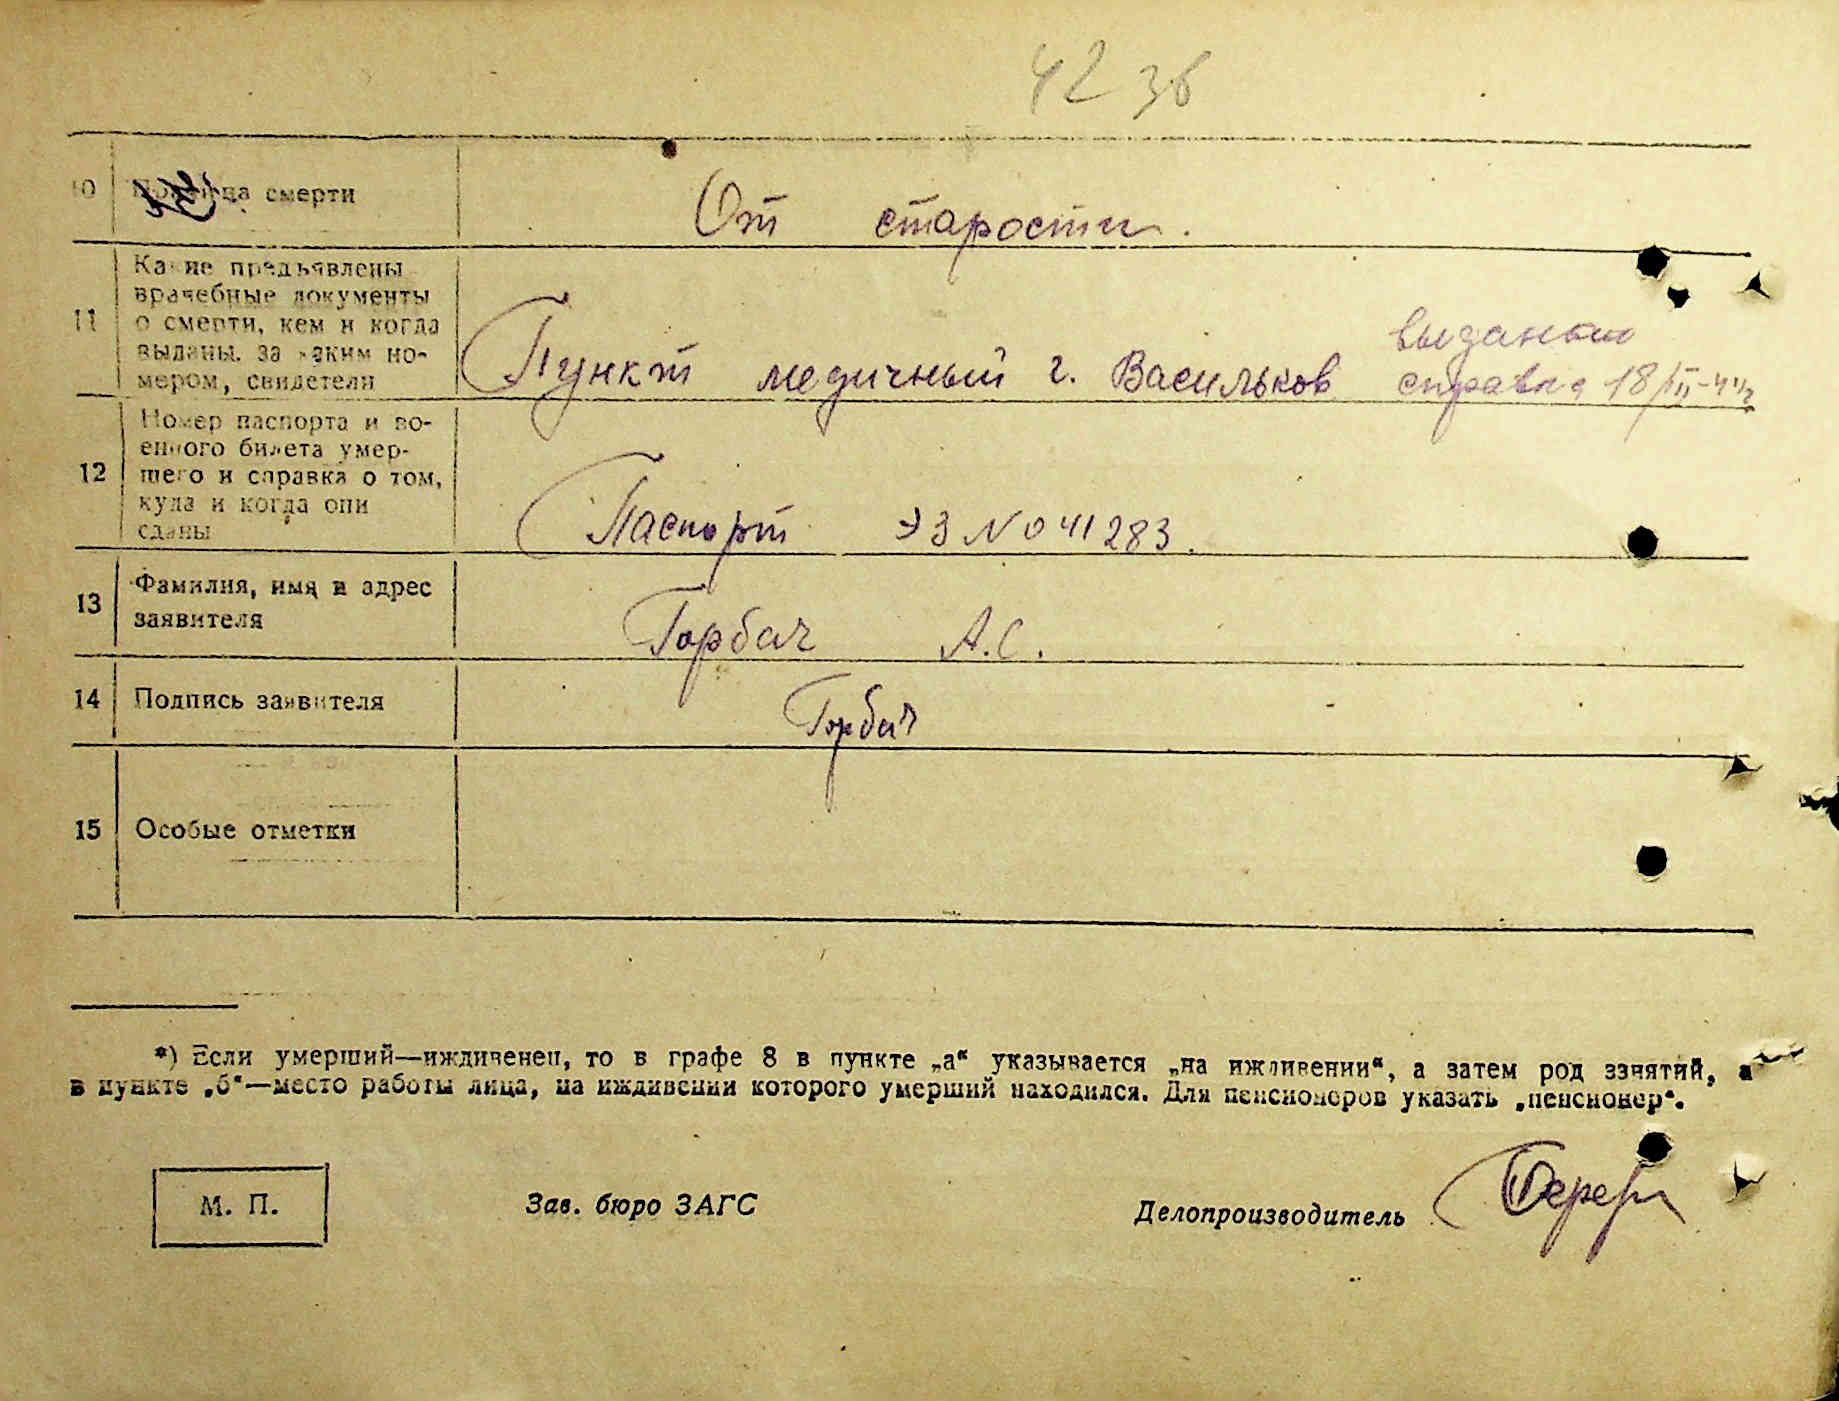 42 36
10 Причина смерти От старости.
11 Какие предъявлены
врачебные документы
о смерти, кем и когда
выданы, за каким но-
мером, свидетели
Пункт медичный г. Васильков выданом справка 18/III-
12 Номер паспорта и во-
енного билета умер-
шего и справка о том,
куда и когда они
сданы
Паспорт ЭЗ № 041283.
13 Фамилия, имя и адрес
заявителя
Горбач А.С.
14 Подпись заявителя Горбач
15 Особые отметки
*) Если умерший—иждивенец, то в графе 8 в пункте „а“ указывается „на иждивении“, а затем род занятий, а
в пункте „б“—место работы лица, на иждивении которого умерший находился. Для пенсионеров указать „пенсионер“.
М. П. Зав. бюро ЗАГС Делопроизводитель